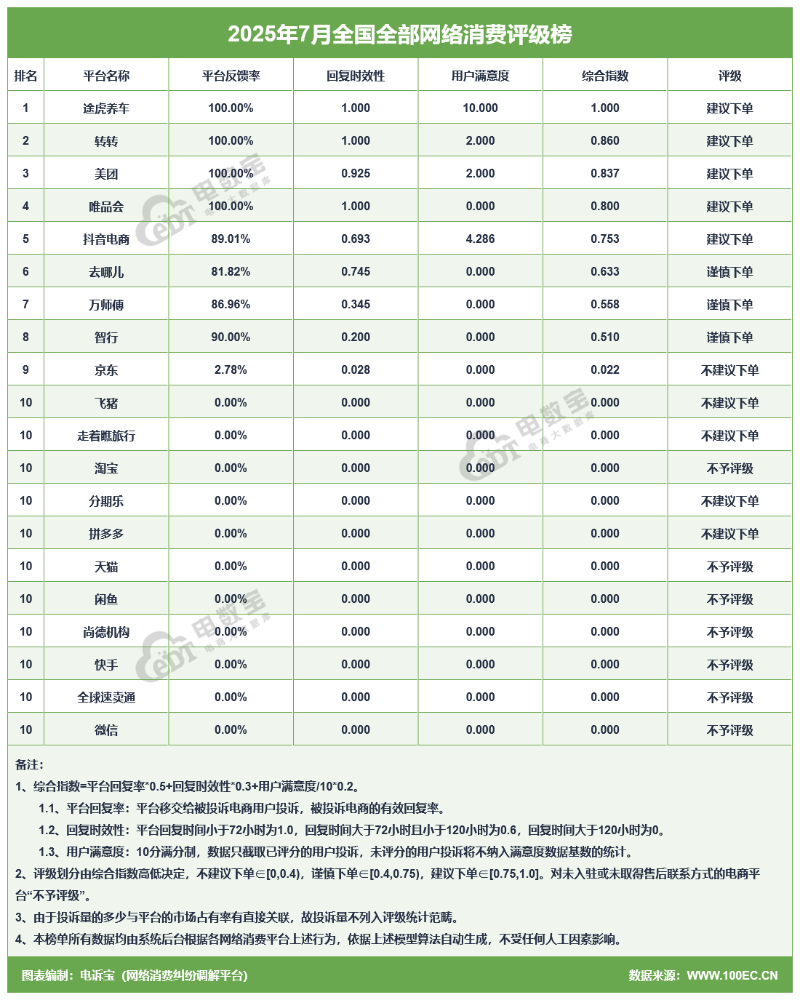 2025年7月全国全部网络消费评级榜
排名 平台名称 平台反馈率 回复时效性 用户满意度 综合指数 评级
1 途虎养车 100.00% 1.000 10.000 1.000 建议下单
2 转转 100.00% 1.000 2.000 0.860 建议下单
3 美团 100.00% 0.925 2.000 0.837 建议下单
4 唯品会 100.00% 1.000 0.000 0.800 建议下单
5 抖音电商 89.01% 0.693 4.286 0.753 建议下单
6 去哪儿 81.82% 0.745 0.000 0.633 谨慎下单
7 万师傅 86.96% 0.345 0.000 0.558 谨慎下单
8 智行 90.00% 0.200 0.000 0.510 谨慎下单
9 京东 2.78% 0.028 0.000 0.022 不建议下单
10 飞猪 0.00% 0.000 0.000 0.000 不建议下单
10 走着瞧旅行 0.00% 0.000 0.000 0.000 不建议下单
10 淘宝 0.00% 0.000 0.000 0.000 不予评级
10 分期乐 0.00% 0.000 0.000 0.000 不建议下单
10 拼多多 0.00% 0.000 0.000 0.000 不建议下单
10 天猫 0.00% 0.000 0.000 0.000 不予评级
10 闲鱼 0.00% 0.000 0.000 0.000 不予评级
10 尚德机构 0.00% 0.000 0.000 0.000 不予评级
10 快手 0.00% 0.000 0.000 0.000 不予评级
10 全球速卖通 0.00% 0.000 0.000 0.000 不予评级
10 微信 0.00% 0.000 0.000 0.000 不予评级
备注：
1、综合指数=平台回复率*0.5+回复时效性*0.3+用户满意度/10*0.2。
1.1、平台回复率：平台移交给被投诉电商用户投诉，被投诉电商的有效回复率。
1.2、回复时效性：平台回复时间小于72小时为1.0，回复时间大于72小时且小于120小时为0.6，回复时间大于120小时为0。
1.3、用户满意度：10分满分制，数据只截取已评分的用户投诉，未评分的用户投诉将不纳入满意度数据基数的统计。
2、评级划分由综合指数高低决定，不建议下单∈[0,0.4)，谨慎下单∈[0.4,0.75)，建议下单∈[0.75,1.0]。对未入驻或未取得售后联系方式的电商平
台“不予评级”。
3、由于投诉量的多少与平台的市场占有率有直接关联，故投诉量不列入评级统计范畴。
4、本榜单所有数据均由系统后台根据各网络消费平台上述行为，依据上述模型算法自动生成，不受任何人工因素影响。
图表编制：电诉宝（网络消费纠纷调解平台） 数据来源：WWW.100EC.CN
电数宝
电商大数据库
eDT
电数宝
电商大数据库
eDT
电数宝
电商大数据库
eDT